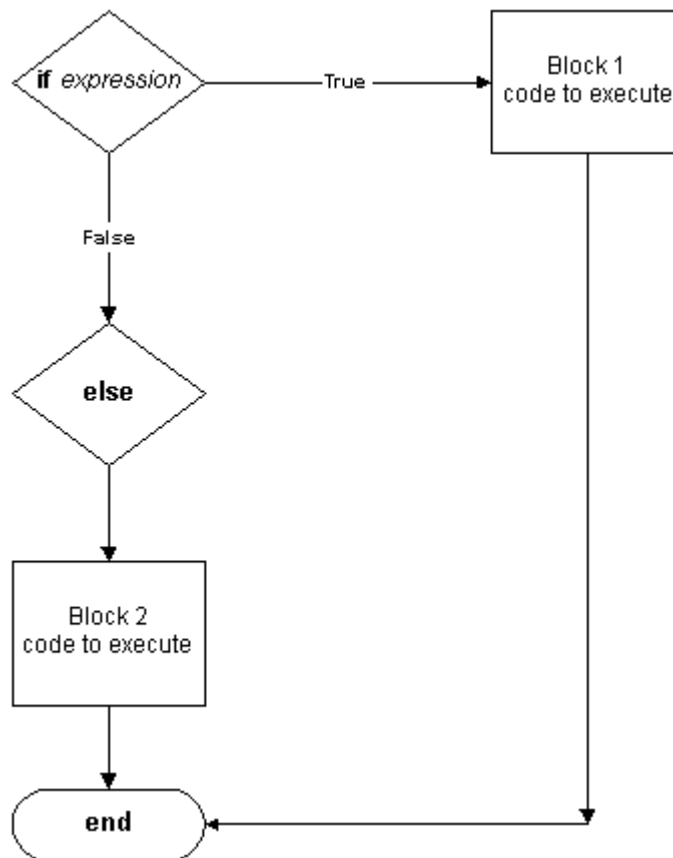 if expression
True
Block 1
code to execute
False
else
Block 2
code to execute
end